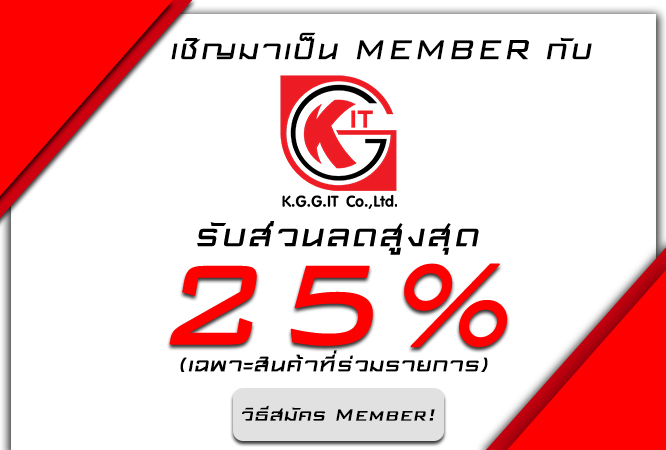 เชิญมาเป็น MEMBER กับ
K IT
G
K.G.G.IT Co.,Ltd.
รับส่วนลดสูงสุด
25%
(เฉพาะสินค้าที่ร่วมรายการ)
วิธีสมัคร MEMBER!